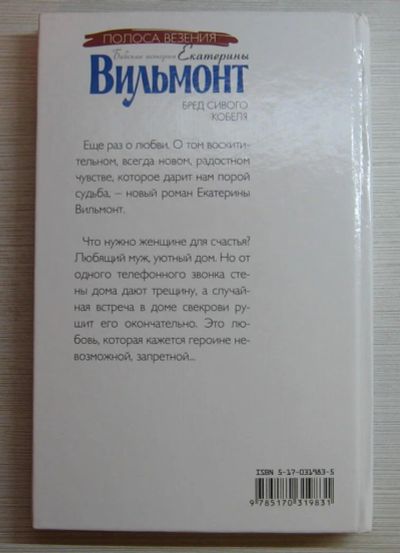 ПОЛОСА ВЕЗЕНИЯ
Бабские истории Екатерины
Вильмонт
БРЕД СИВОГО
КОБЕЛЯ
Еще раз о любви. О том восхити-
тельном, всегда новом, радостном
чувстве, которое дарит нам порой
судьба, – новый роман Екатерины
Вильмонт.
Что нужно женщине для счастья?
Любящий муж, уютный дом. Но от
одного телефонного звонка сте-
ны дома дают трещину, а случай-
ная встреча в доме свекрови ру-
шит его окончательно. Это лю-
бовь, которая кажется героине не-
возможной, запретной...
ISBN 5-17-031983-5
9 785170 319831